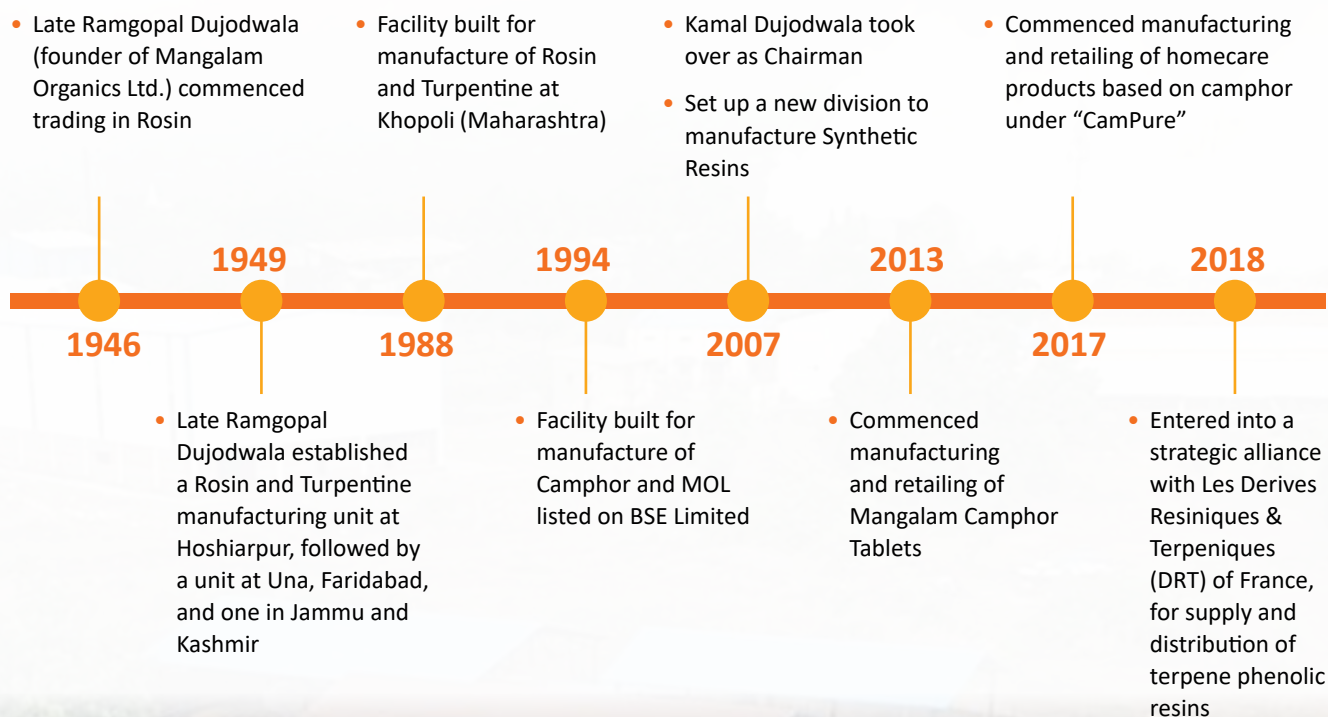 • Late Ramgopal Dujodwala
(founder of Mangalam
Organics Ltd.) commenced
trading in Rosin
1946
1949
• Late Ramgopal
Dujodwala established
a Rosin and Turpentine
manufacturing unit at
Hoshiarpur, followed by
a unit at Una, Faridabad,
and one in Jammu and
Kashmir
• Facility built for
manufacture of Rosin
and Turpentine at
Khopoli (Maharashtra)
1988
1994
• Facility built for
manufacture of
Camphor and MOL
listed on BSE Limited
• Kamal Dujodwala took
over as Chairman
• Set up a new division to
manufacture Synthetic
Resins
2007
2013
• Commenced
manufacturing
and retailing of
Mangalam Camphor
Tablets
• Commenced manufacturing
and retailing of homecare
products based on camphor
under “CamPure”
2017
2018
• Entered into a
strategic alliance
with Les Derives
Resiniques &
Terpeniques
(DRT) of France,
for supply and
distribution of
terpene phenolic
resins